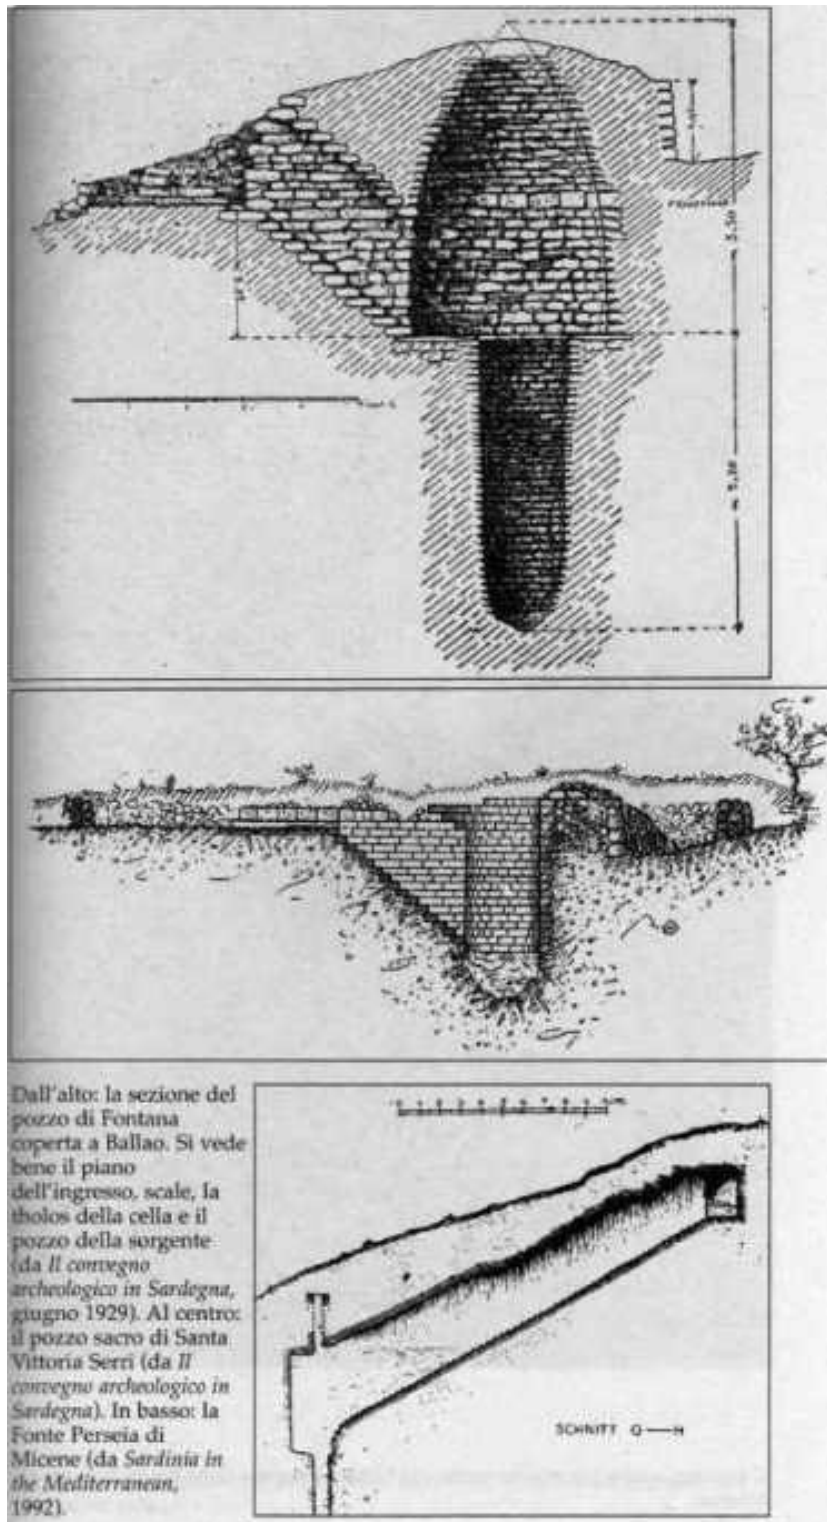 5.30
Dall'alto: la sezione del
pozzo di Fontana
coperta a Ballao. Si vede
bene il piano
dell'ingresso, scale, la
tholos della cella e il
pozzo della sorgente
(da Il convegno
archeologico in Sardegna,
giugno 1929). Al centro:
il pozzo sacro di Santa
Vittoria Serri (da Il
convegno archeologico in
Sardegna). In basso: la
Fonte Perseia di
Micene (da Sardinia in
the Mediterranean,
1992).
SCHNITT